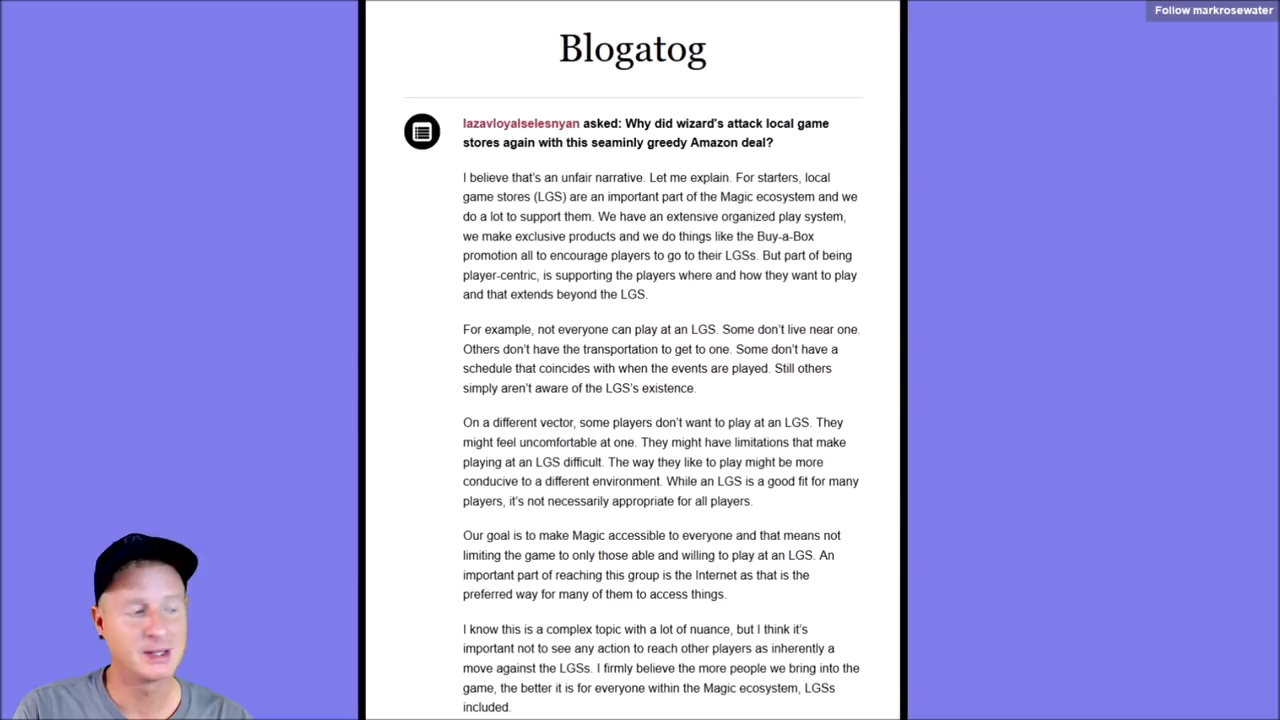 Follow markrosewater
Blogatog
lazavloyalselesnyan asked: Why did wizard's attack local game
stores again with this seaminly greedy Amazon deal?
I believe that's an unfair narrative. Let me explain. For starters, local
game stores (LGS) are an important part of the Magic ecosystem and we
do a lot to support them. We have an extensive organized play system,
we make exclusive products and we do things like the Buy-a-Box
promotion all to encourage players to go to their LGSs. But part of being
player-centric, is supporting the players where and how they want to play
and that extends beyond the LGS.
For example, not everyone can play at an LGS. Some don't live near one.
Others don't have the transportation to get to one. Some don't have a
schedule that coincides with when the events are played. Still others
simply aren't aware of the LGS's existence.
On a different vector, some players don't want to play at an LGS. They
might feel uncomfortable at one. They might have limitations that make
playing at an LGS difficult. The way they like to play might be more
conducive to a different environment. While an LGS is a good fit for many
players, it's not necessarily appropriate for all players.
Our goal is to make Magic accessible to everyone and that means not
limiting the game to only those able and willing to play at an LGS. An
important part of reaching this group is the Internet as that is the
preferred way for many of them to access things.
I know this is a complex topic with a lot of nuance, but I think it's
important not to see any action to reach other players as inherently a
move against the LGSs. I firmly believe the more people we bring into the
game, the better it is for everyone within the Magic ecosystem, LGSs
included.